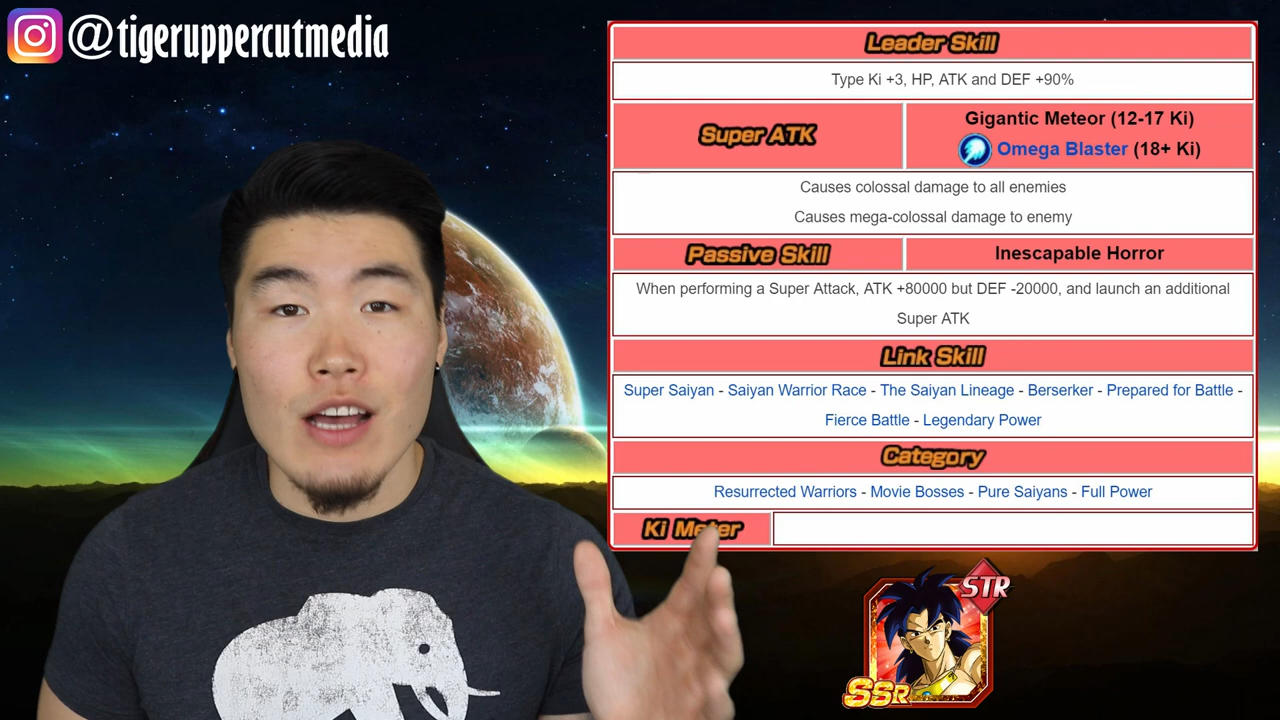 @tigeruppercutmedia
Leader Skill
Type Ki +3, HP, ATK and DEF +90%
Super ATK
Gigantic Meteor (12-17 Ki)
Omega Blaster (18+ Ki)
Causes colossal damage to all enemies
Causes mega-colossal damage to enemy
Passive Skill
Inescapable Horror
When performing a Super Attack, ATK +80000 but DEF -20000, and launch an additional
Super ATK
Link Skill
Super Saiyan - Saiyan Warrior Race - The Saiyan Lineage - Berserker - Prepared for Battle -
Fierce Battle - Legendary Power
Category
Resurrected Warriors - Movie Bosses - Pure Saiyans - Full Power
Ki Meter
STR
SSR